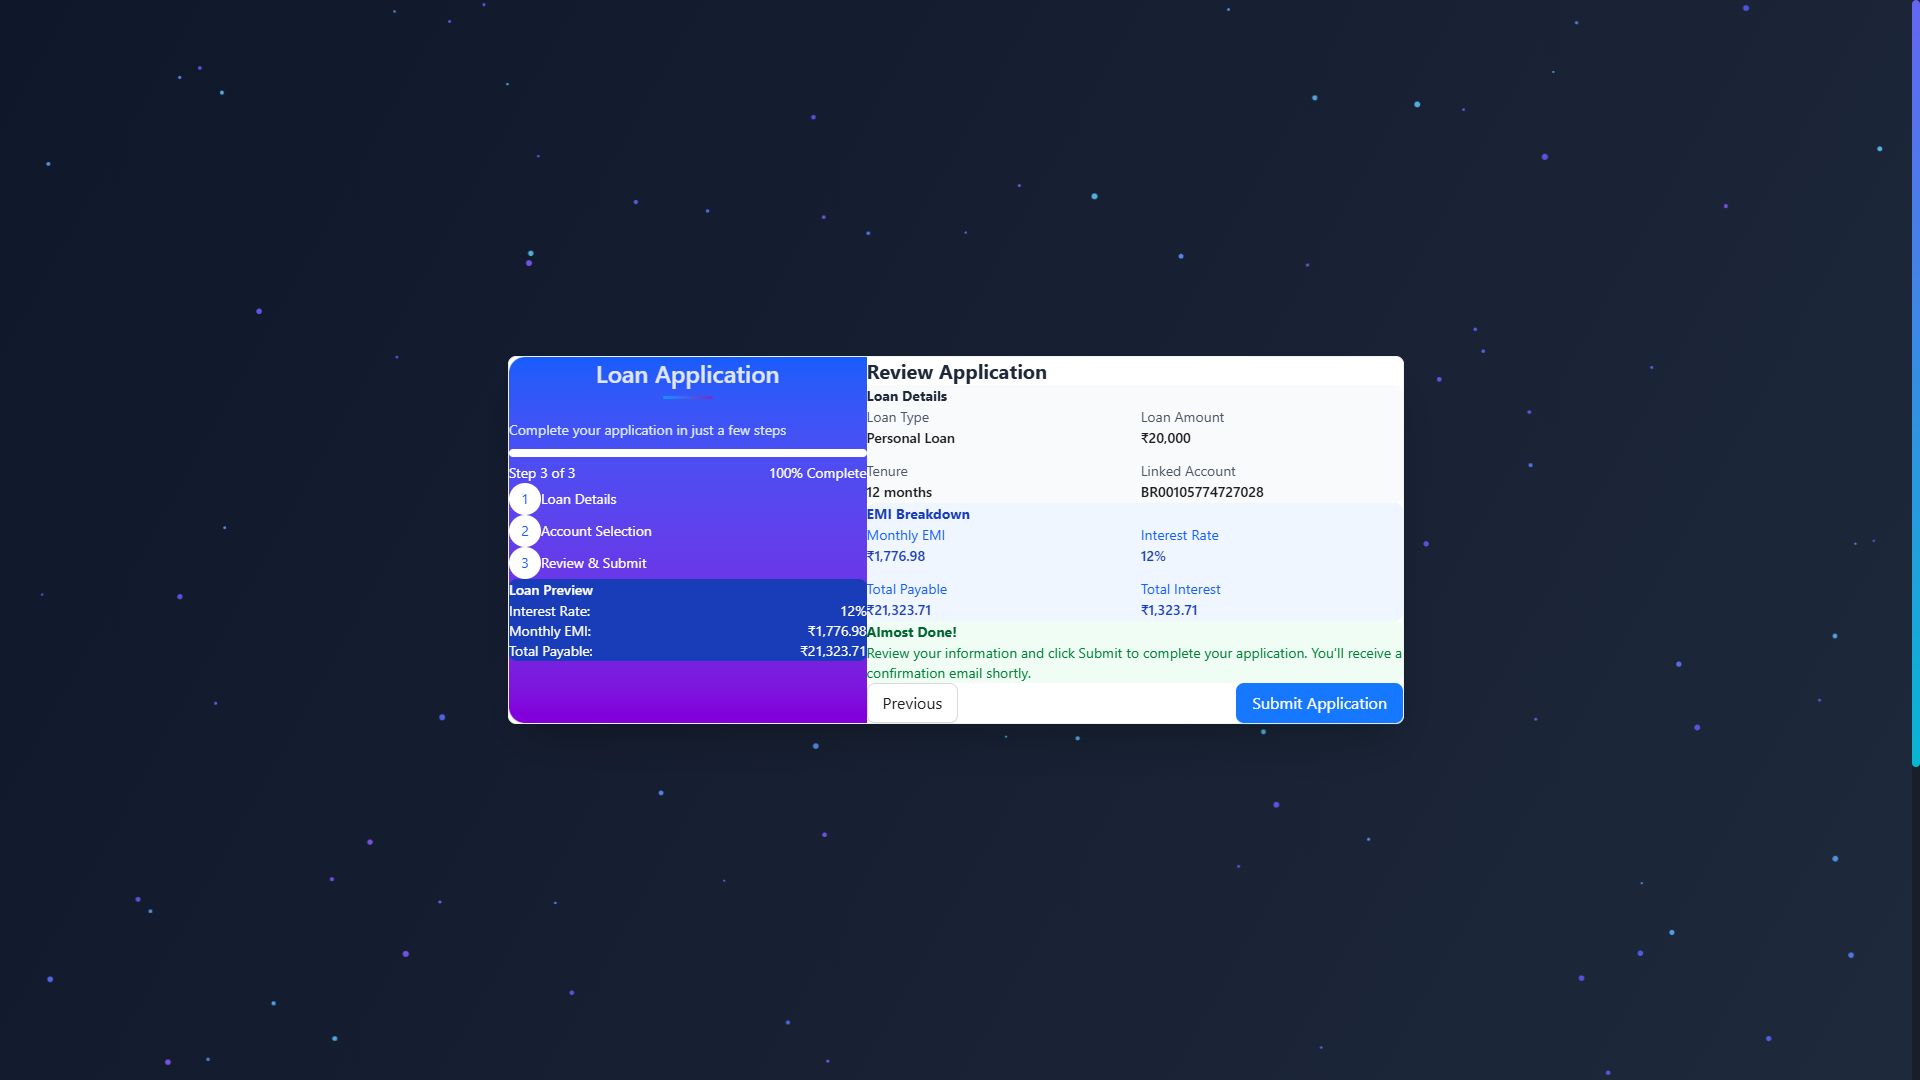 Loan Application
Complete your application in just a few steps
Step 3 of 3 100% Complete
1 Loan Details
2 Account Selection
3 Review & Submit
Loan Preview
Interest Rate: 12%
Monthly EMI: ₹1,776.98
Total Payable: ₹21,323.71
Review Application
Loan Details
Loan Type Loan Amount
Personal Loan ₹20,000
Tenure Linked Account
12 months BR00105774727028
EMI Breakdown
Monthly EMI Interest Rate
₹1,776.98 12%
Total Payable Total Interest
₹21,323.71 ₹1,323.71
Almost Done!
Review your information and click Submit to complete your application. You'll receive a
confirmation email shortly.
Previous Submit Application